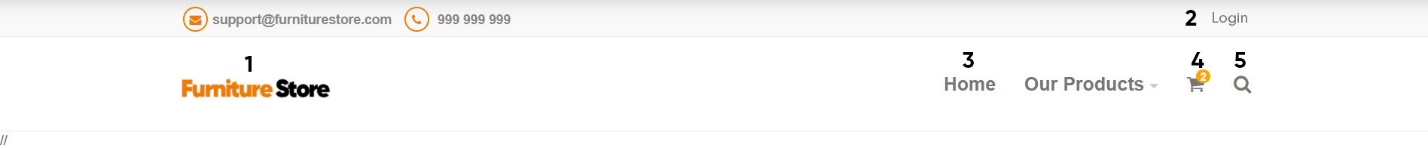 support@furniturestore.com 999 999 999 2 Login
1 3 4 5
Furniture Store Home Our Products 2
//